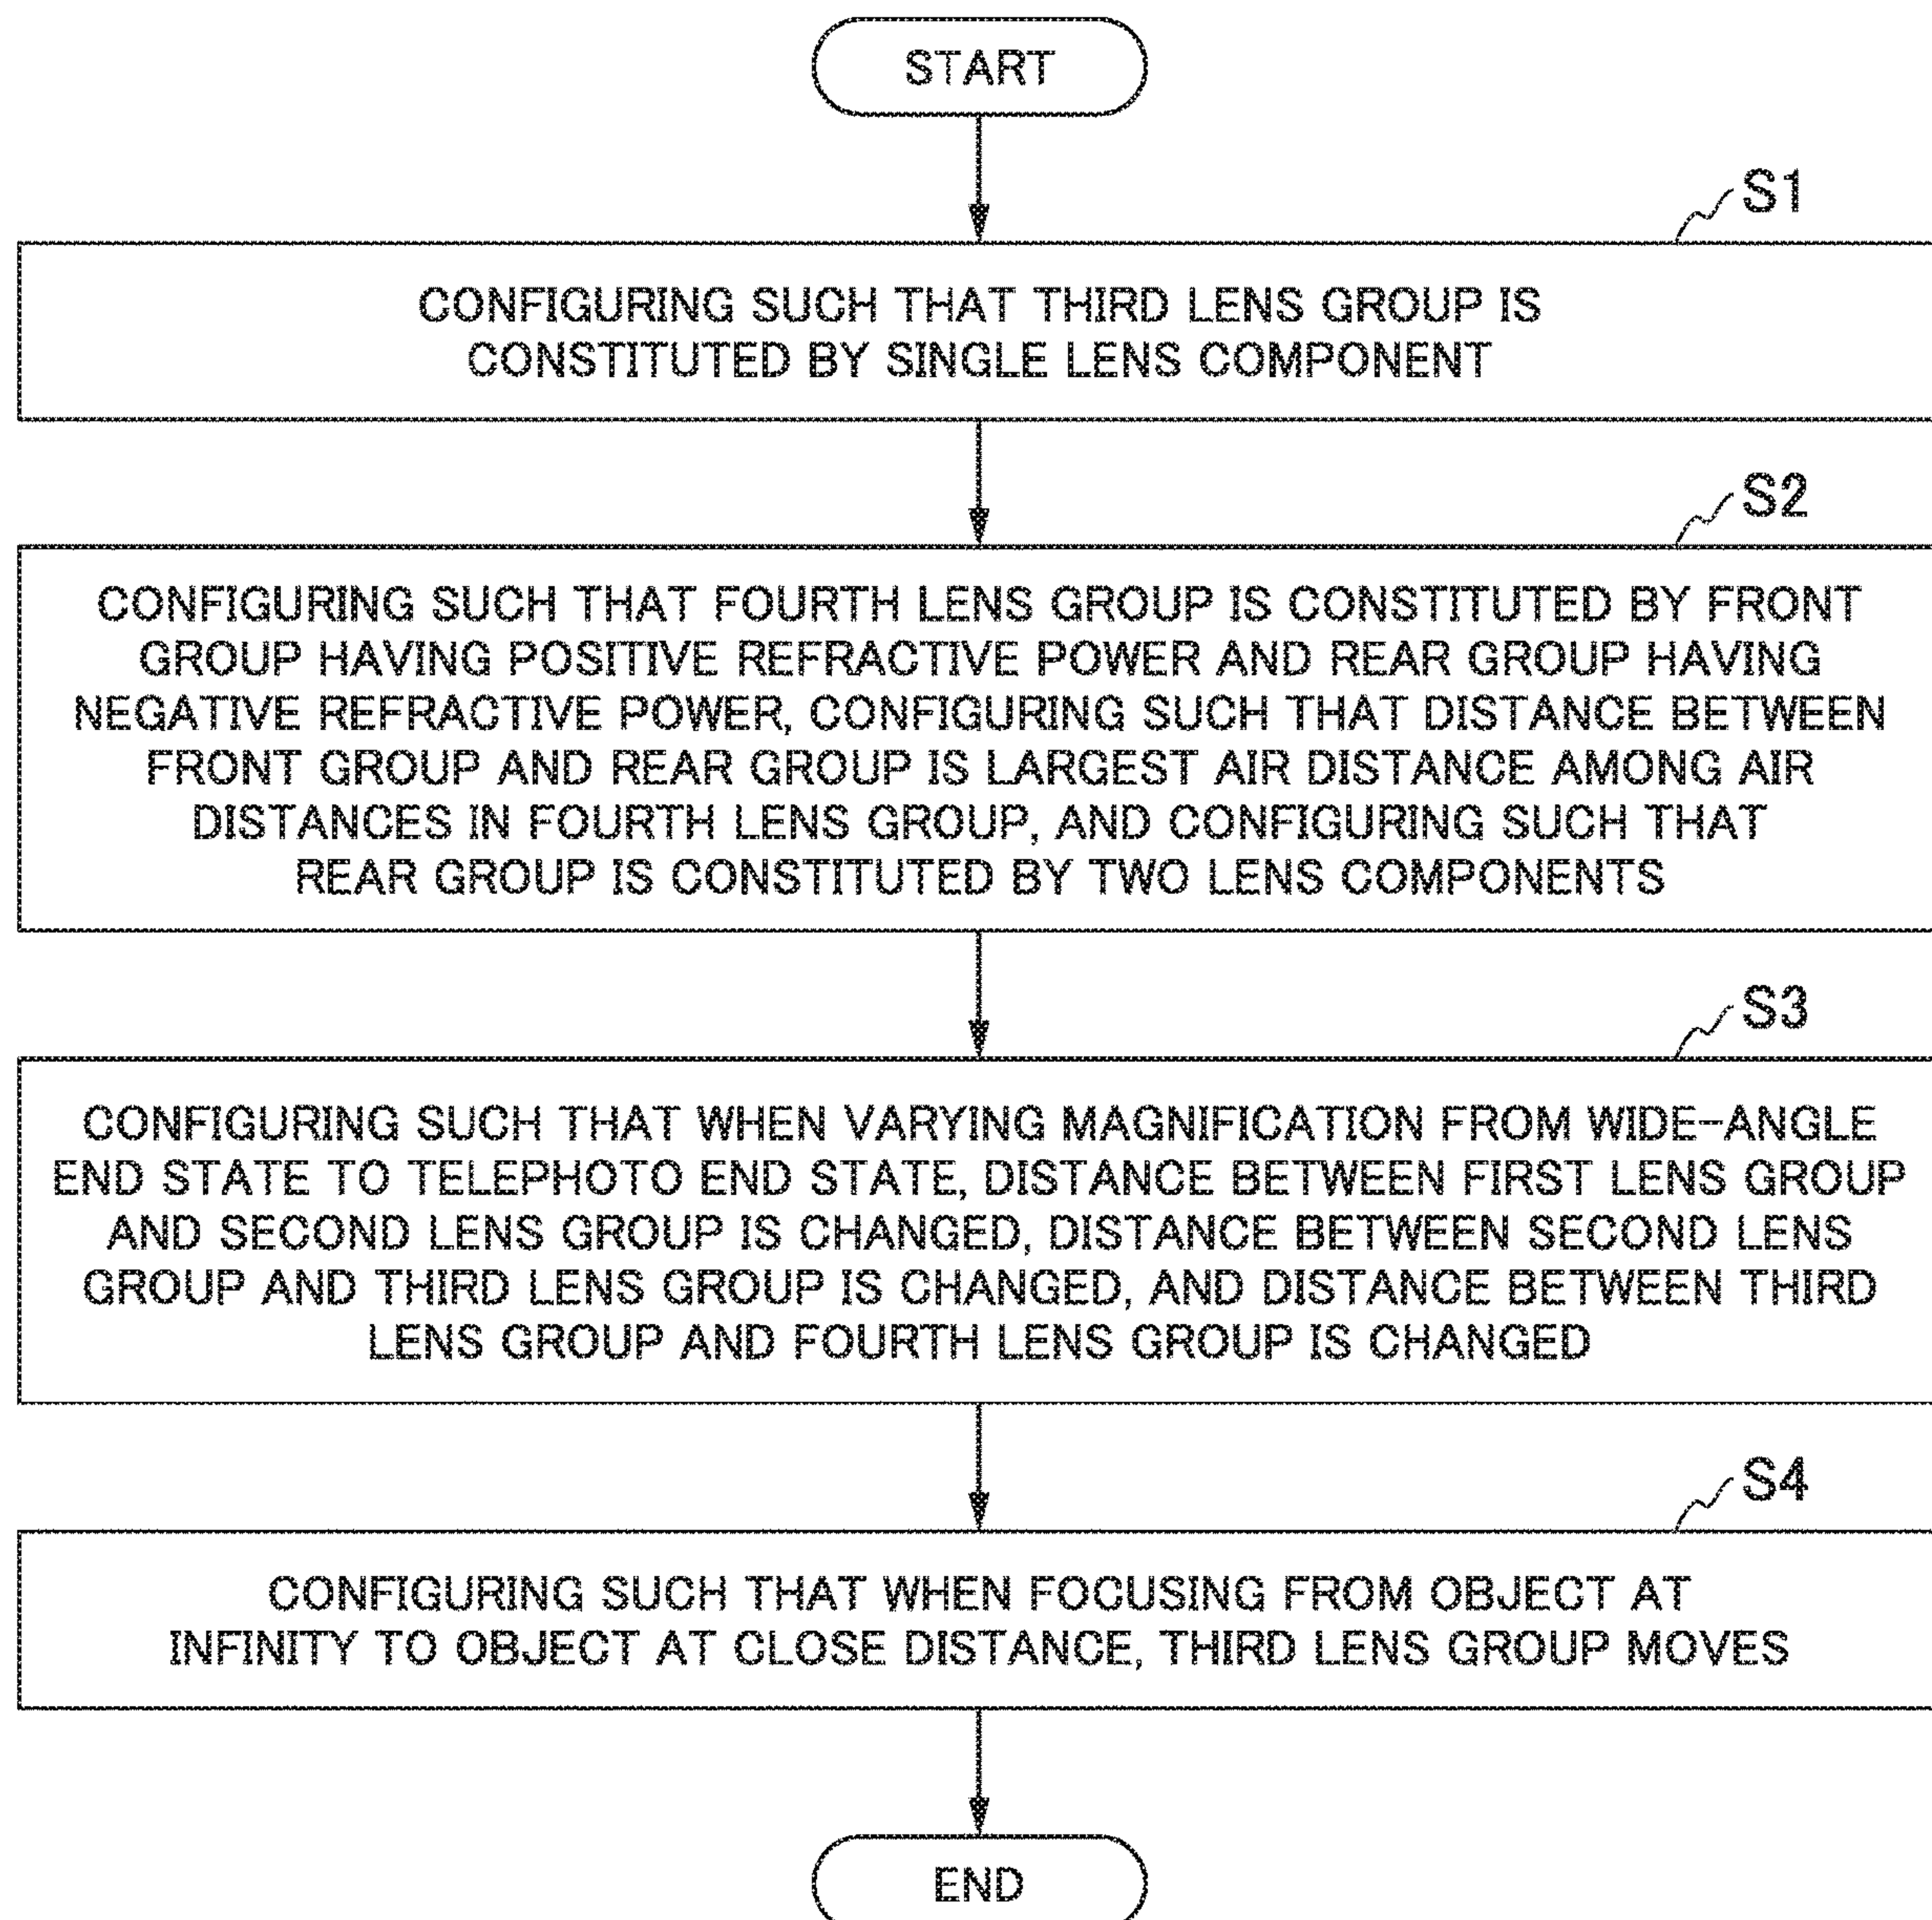 START
S1
CONFIGURING SUCH THAT THIRD LENS GROUP IS
CONSTITUTED BY SINGLE LENS COMPONENT
S2
CONFIGURING SUCH THAT FOURTH LENS GROUP IS CONSTITUTED BY FRONT
GROUP HAVING POSITIVE REFRACTIVE POWER AND REAR GROUP HAVING
NEGATIVE REFRACTIVE POWER, CONFIGURING SUCH THAT DISTANCE BETWEEN
FRONT GROUP AND REAR GROUP IS LARGEST AIR DISTANCE AMONG AIR
DISTANCES IN FOURTH LENS GROUP, AND CONFIGURING SUCH THAT
REAR GROUP IS CONSTITUTED BY TWO LENS COMPONENTS
S3
CONFIGURING SUCH THAT WHEN VARYING MAGNIFICATION FROM WIDE-ANGLE
END STATE TO TELEPHOTO END STATE, DISTANCE BETWEEN FIRST LENS GROUP
AND SECOND LENS GROUP IS CHANGED, DISTANCE BETWEEN SECOND LENS
GROUP AND THIRD LENS GROUP IS CHANGED, AND DISTANCE BETWEEN THIRD
LENS GROUP AND FOURTH LENS GROUP IS CHANGED
S4
CONFIGURING SUCH THAT WHEN FOCUSING FROM OBJECT AT
INFINITY TO OBJECT AT CLOSE DISTANCE, THIRD LENS GROUP MOVES
END